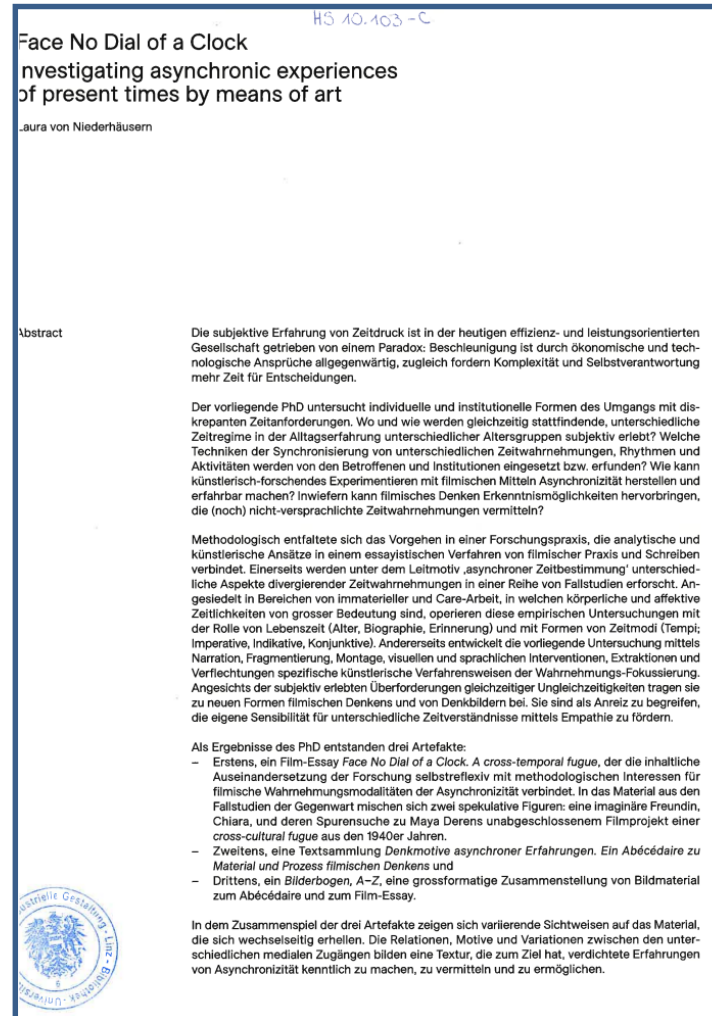 HS 10.103-C
Face No Dial of a Clock
Investigating asynchronic experiences
of present times by means of art
Laura von Niederhäusern
Abstract
Die subjektive Erfahrung von Zeitdruck ist in der heutigen effizienz- und leistungsorientierten
Gesellschaft getrieben von einem Paradox: Beschleunigung ist durch ökonomische und tech-
nologische Ansprüche allgegenwärtig, zugleich fordern Komplexität und Selbstverantwortung
mehr Zeit für Entscheidungen.
Der vorliegende PhD untersucht individuelle und institutionelle Formen des Umgangs mit dis-
krepanten Zeitanforderungen. Wo und wie werden gleichzeitig stattfindende, unterschiedliche
Zeitregime in der Alltagserfahrung unterschiedlicher Altersgruppen subjektiv erlebt? Welche
Techniken der Synchronisierung von unterschiedlichen Zeitwahrnehmungen, Rhythmen und
Aktivitäten werden von den Betroffenen und Institutionen eingesetzt bzw. erfunden? Wie kann
künstlerisch-forschendes Experimentieren mit filmischen Mitteln Asynchronizität herstellen und
erfahrbar machen? Inwiefern kann filmisches Denken Erkenntnismöglichkeiten hervorbringen,
die (noch) nicht-versprachlichte Zeitwahrnehmungen vermitteln?
Methodologisch entfaltete sich das Vorgehen in einer Forschungspraxis, die analytische und
künstlerische Ansätze in einem essayistischen Verfahren von filmischer Praxis und Schreiben
verbindet. Einerseits werden unter dem Leitmotiv ‚asynchroner Zeitbestimmung' unterschied-
liche Aspekte divergierender Zeitwahrnehmungen in einer Reihe von Fallstudien erforscht. An-
gesiedelt in Bereichen von immaterieller und Care-Arbeit, in welchen körperliche und affektive
Zeitlichkeiten von grosser Bedeutung sind, operieren diese empirischen Untersuchungen mit
der Rolle von Lebenszeit (Alter, Biographie, Erinnerung) und mit Formen von Zeitmodi (Tempi;
Imperative, Indikative, Konjunktive). Andererseits entwickelt die vorliegende Untersuchung mittels
Narration, Fragmentierung, Montage, visuellen und sprachlichen Interventionen, Extraktionen und
Verflechtungen spezifische künstlerische Verfahrensweisen der Wahrnehmungs-Fokussierung.
Angesichts der subjektiv erlebten Überforderungen gleichzeitiger Ungleichzeitigkeiten tragen sie
zu neuen Formen filmischen Denkens und von Denkbildern bei. Sie sind als Anreiz zu begreifen,
die eigene Sensibilität für unterschiedliche Zeitverständnisse mittels Empathie zu fördern.
Als Ergebnisse des PhD entstanden drei Artefakte:
– Erstens, ein Film-Essay Face No Dial of a Clock. A cross-temporal fugue, der die inhaltliche
Auseinandersetzung der Forschung selbstreflexiv mit methodologischen Interessen für
filmische Wahrnehmungsmodalitäten der Asynchronizität verbindet. In das Material aus den
Fallstudien der Gegenwart mischen sich zwei spekulative Figuren: eine imaginäre Freundin,
Chiara, und deren Spurensuche zu Maya Derens unabgeschlossenem Filmprojekt einer
cross-cultural fugue aus den 1940er Jahren.
– Zweitens, eine Textsammlung Denkmotive asynchroner Erfahrungen. Ein Abécédaire zu
Material und Prozess filmischen Denkens und
– Drittens, ein Bilderbogen, A–Z, eine grossformatige Zusammenstellung von Bildmaterial
zum Abécédaire und zum Film-Essay.
In dem Zusammenspiel der drei Artefakte zeigen sich variierende Sichtweisen auf das Material,
die sich wechselseitig erhellen. Die Relationen, Motive und Variationen zwischen den unter-
schiedlichen medialen Zugängen bilden eine Textur, die zum Ziel hat, verdichtete Erfahrungen
von Asynchronizität kenntlich zu machen, zu vermitteln und zu ermöglichen.
Gestaltung · Linz · Bibliothek ·